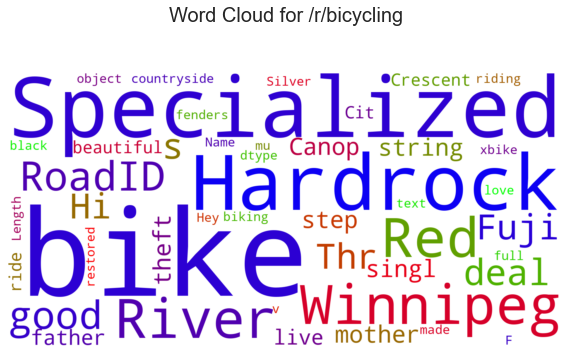 Word Cloud for /r/bicycling
object countryside Silver Crescent riding
Specialized
fenders Cit
black beautiful s Name mu Canop string xbike
dtype
RoadID Hardrock love
Length Hi Hey biking text
step Red Fuji
ride restored theft Thr singl full deal
bike
good River v Winnipeg
father live mother made F